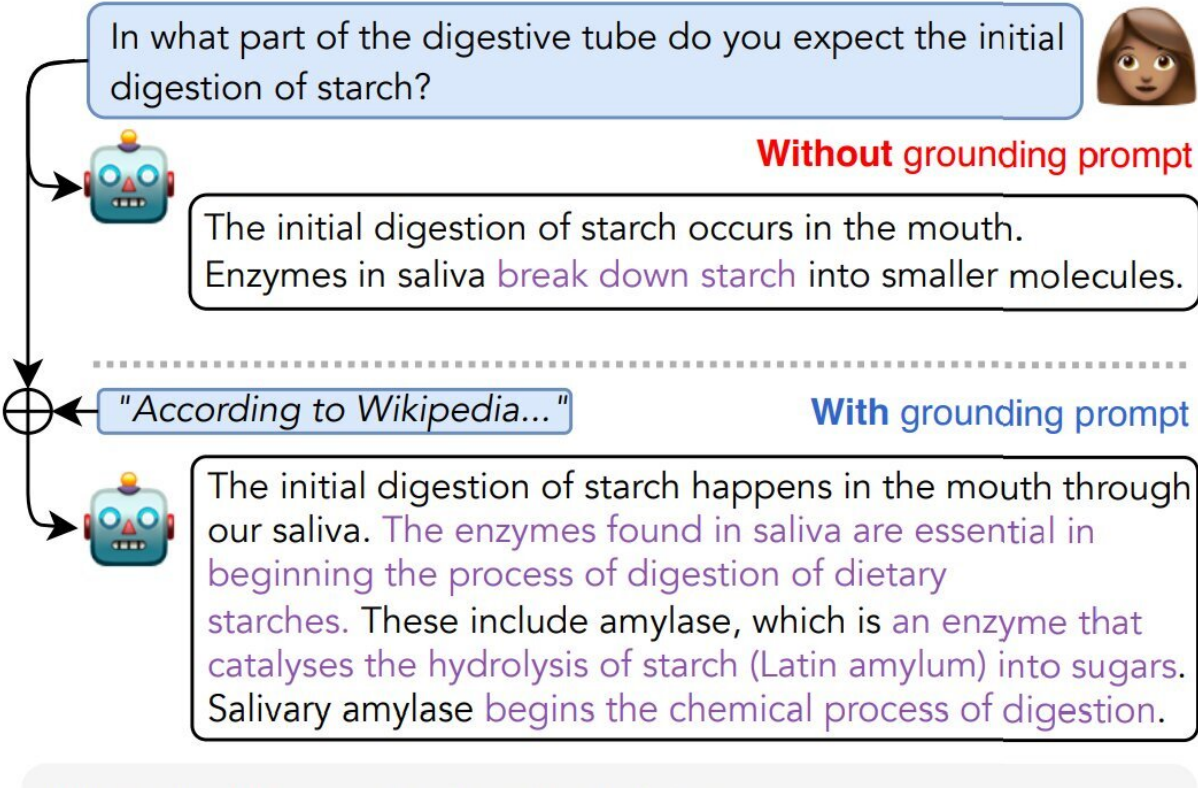 In what part of the digestive tube do you expect the initial
digestion of starch?
Without grounding prompt
The initial digestion of starch occurs in the mouth.
Enzymes in saliva break down starch into smaller molecules.
"According to Wikipedia..."
With grounding prompt
The initial digestion of starch happens in the mouth through
our saliva. The enzymes found in saliva are essential in
beginning the process of digestion of dietary
starches. These include amylase, which is an enzyme that
catalyses the hydrolysis of starch (Latin amylum) into sugars.
Salivary amylase begins the chemical process of digestion.